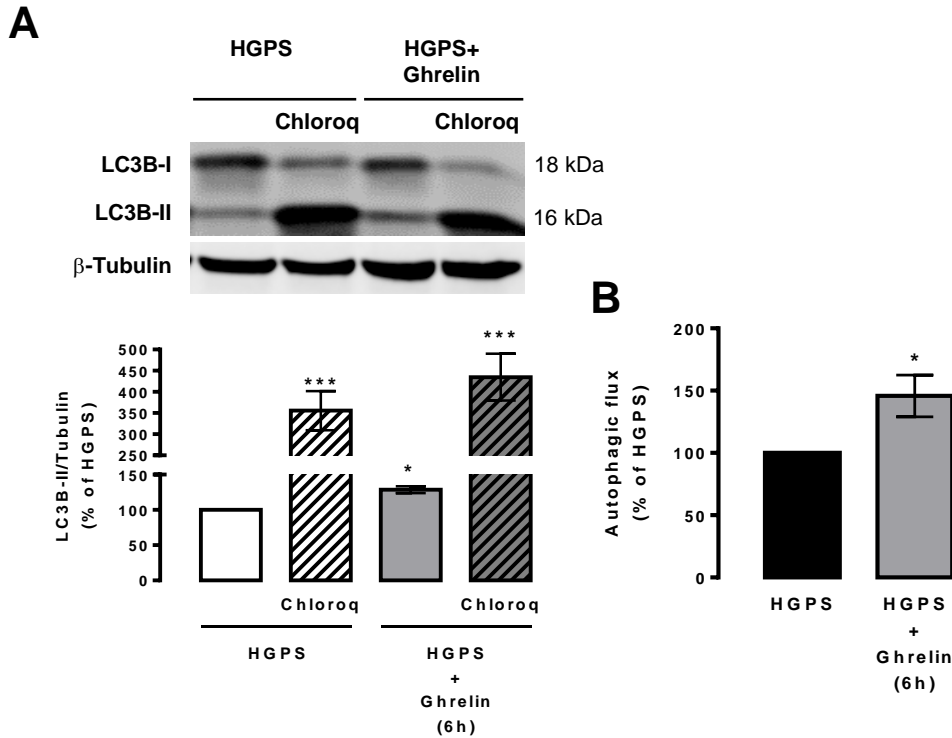 A
HGPS
HGPS+
Ghrelin
Chloroq
Chloroq
LC3B-I
18 kDa
LC3B-II
16 kDa
β-Tubulin
LC3B-II/Tubulin
(% of HGPS)
500
450
400
350
300
250
150
100
50
0
***
*
***
Chloroq
Chloroq
HGPS
HGPS
+
Ghrelin
(6h)
B
Autophagic flux
(% of HGPS)
200
150
100
50
0
*
HGPS
HGPS
+
Ghrelin
(6h)